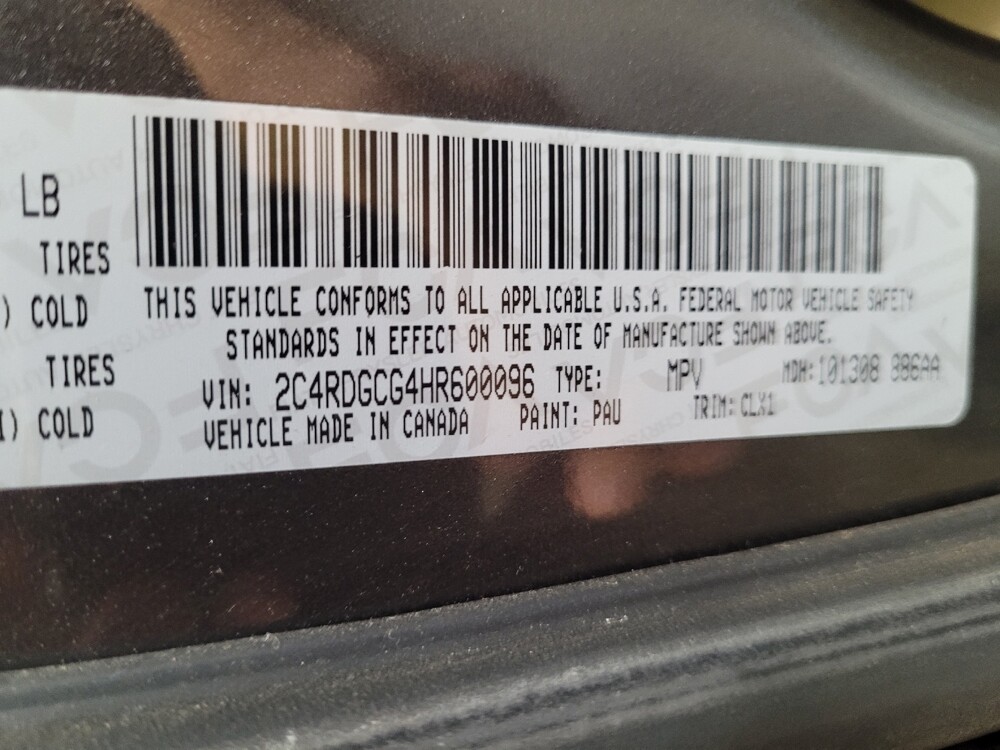 LB
TIRES
) COLD
TIRES
I) COLD
THIS VEHICLE CONFORMS TO ALL APPLICABLE U.S.A. FEDERAL MOTOR VEHICLE SAFETY
STANDARDS IN EFFECT ON THE DATE OF MANUFACTURE SHOWN ABOVE.
VIN: 2C4RDGCG4HR600096 TYPE: MPV MDH:101308 386AA
VEHICLE MADE IN CANADA PAINT: PAU TRIM: CLX1